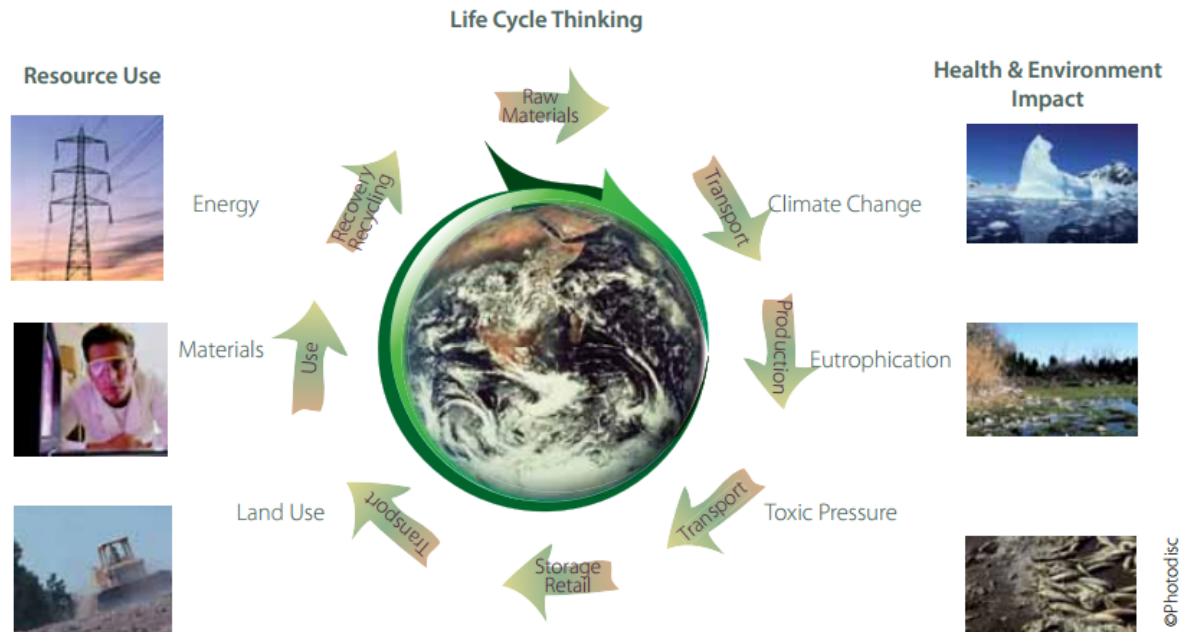 Life Cycle Thinking
Resource Use
Health & Environment
Impact
Raw
Materials
Transport
Production
Transport
Storage
Retail
Transport
Use
Recovery
Recycling
Energy
Materials
Land Use
Climate Change
Eutrophication
Toxic Pressure
©Photodisc